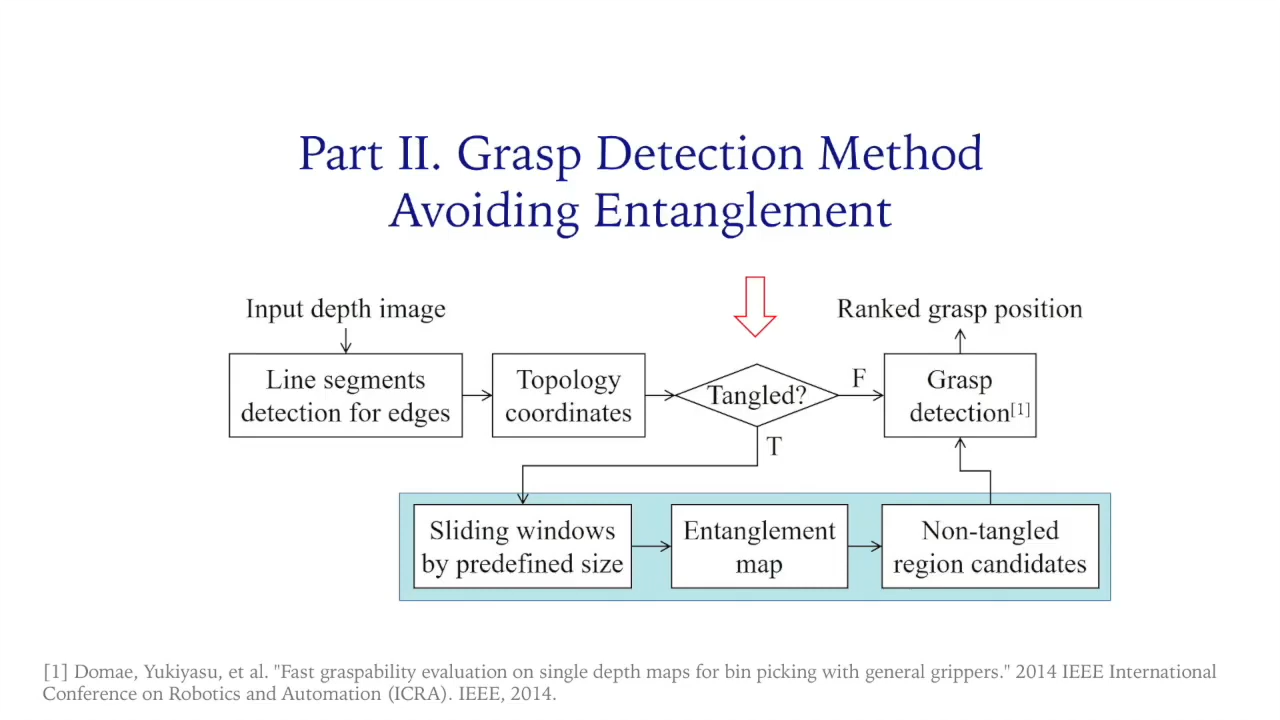 Part II. Grasp Detection Method
Avoiding Entanglement
Input depth image
Ranked grasp position
Line segments
detection for edges
Topology
coordinates
Tangled?
F
Grasp
detection[1]
T
Sliding windows
by predefined size
Entanglement
map
Non-tangled
region candidates
[1] Domae, Yukiyasu, et al. "Fast graspability evaluation on single depth maps for bin picking with general grippers." 2014 IEEE International
Conference on Robotics and Automation (ICRA). IEEE, 2014.